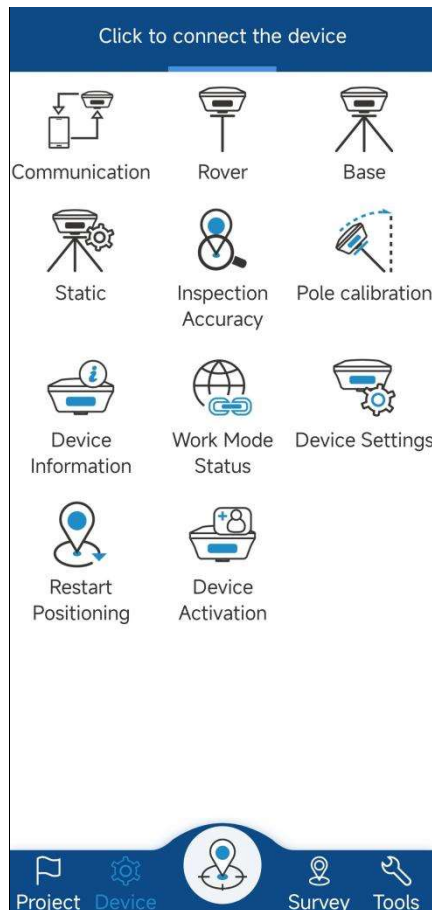 Click to connect the device
Communication
Rover
Base
Static
Inspection
Accuracy
Pole calibration
Device
Information
Work Mode
Status
Device Settings
Restart
Positioning
Device
Activation
Project
Device
Survey
Tools